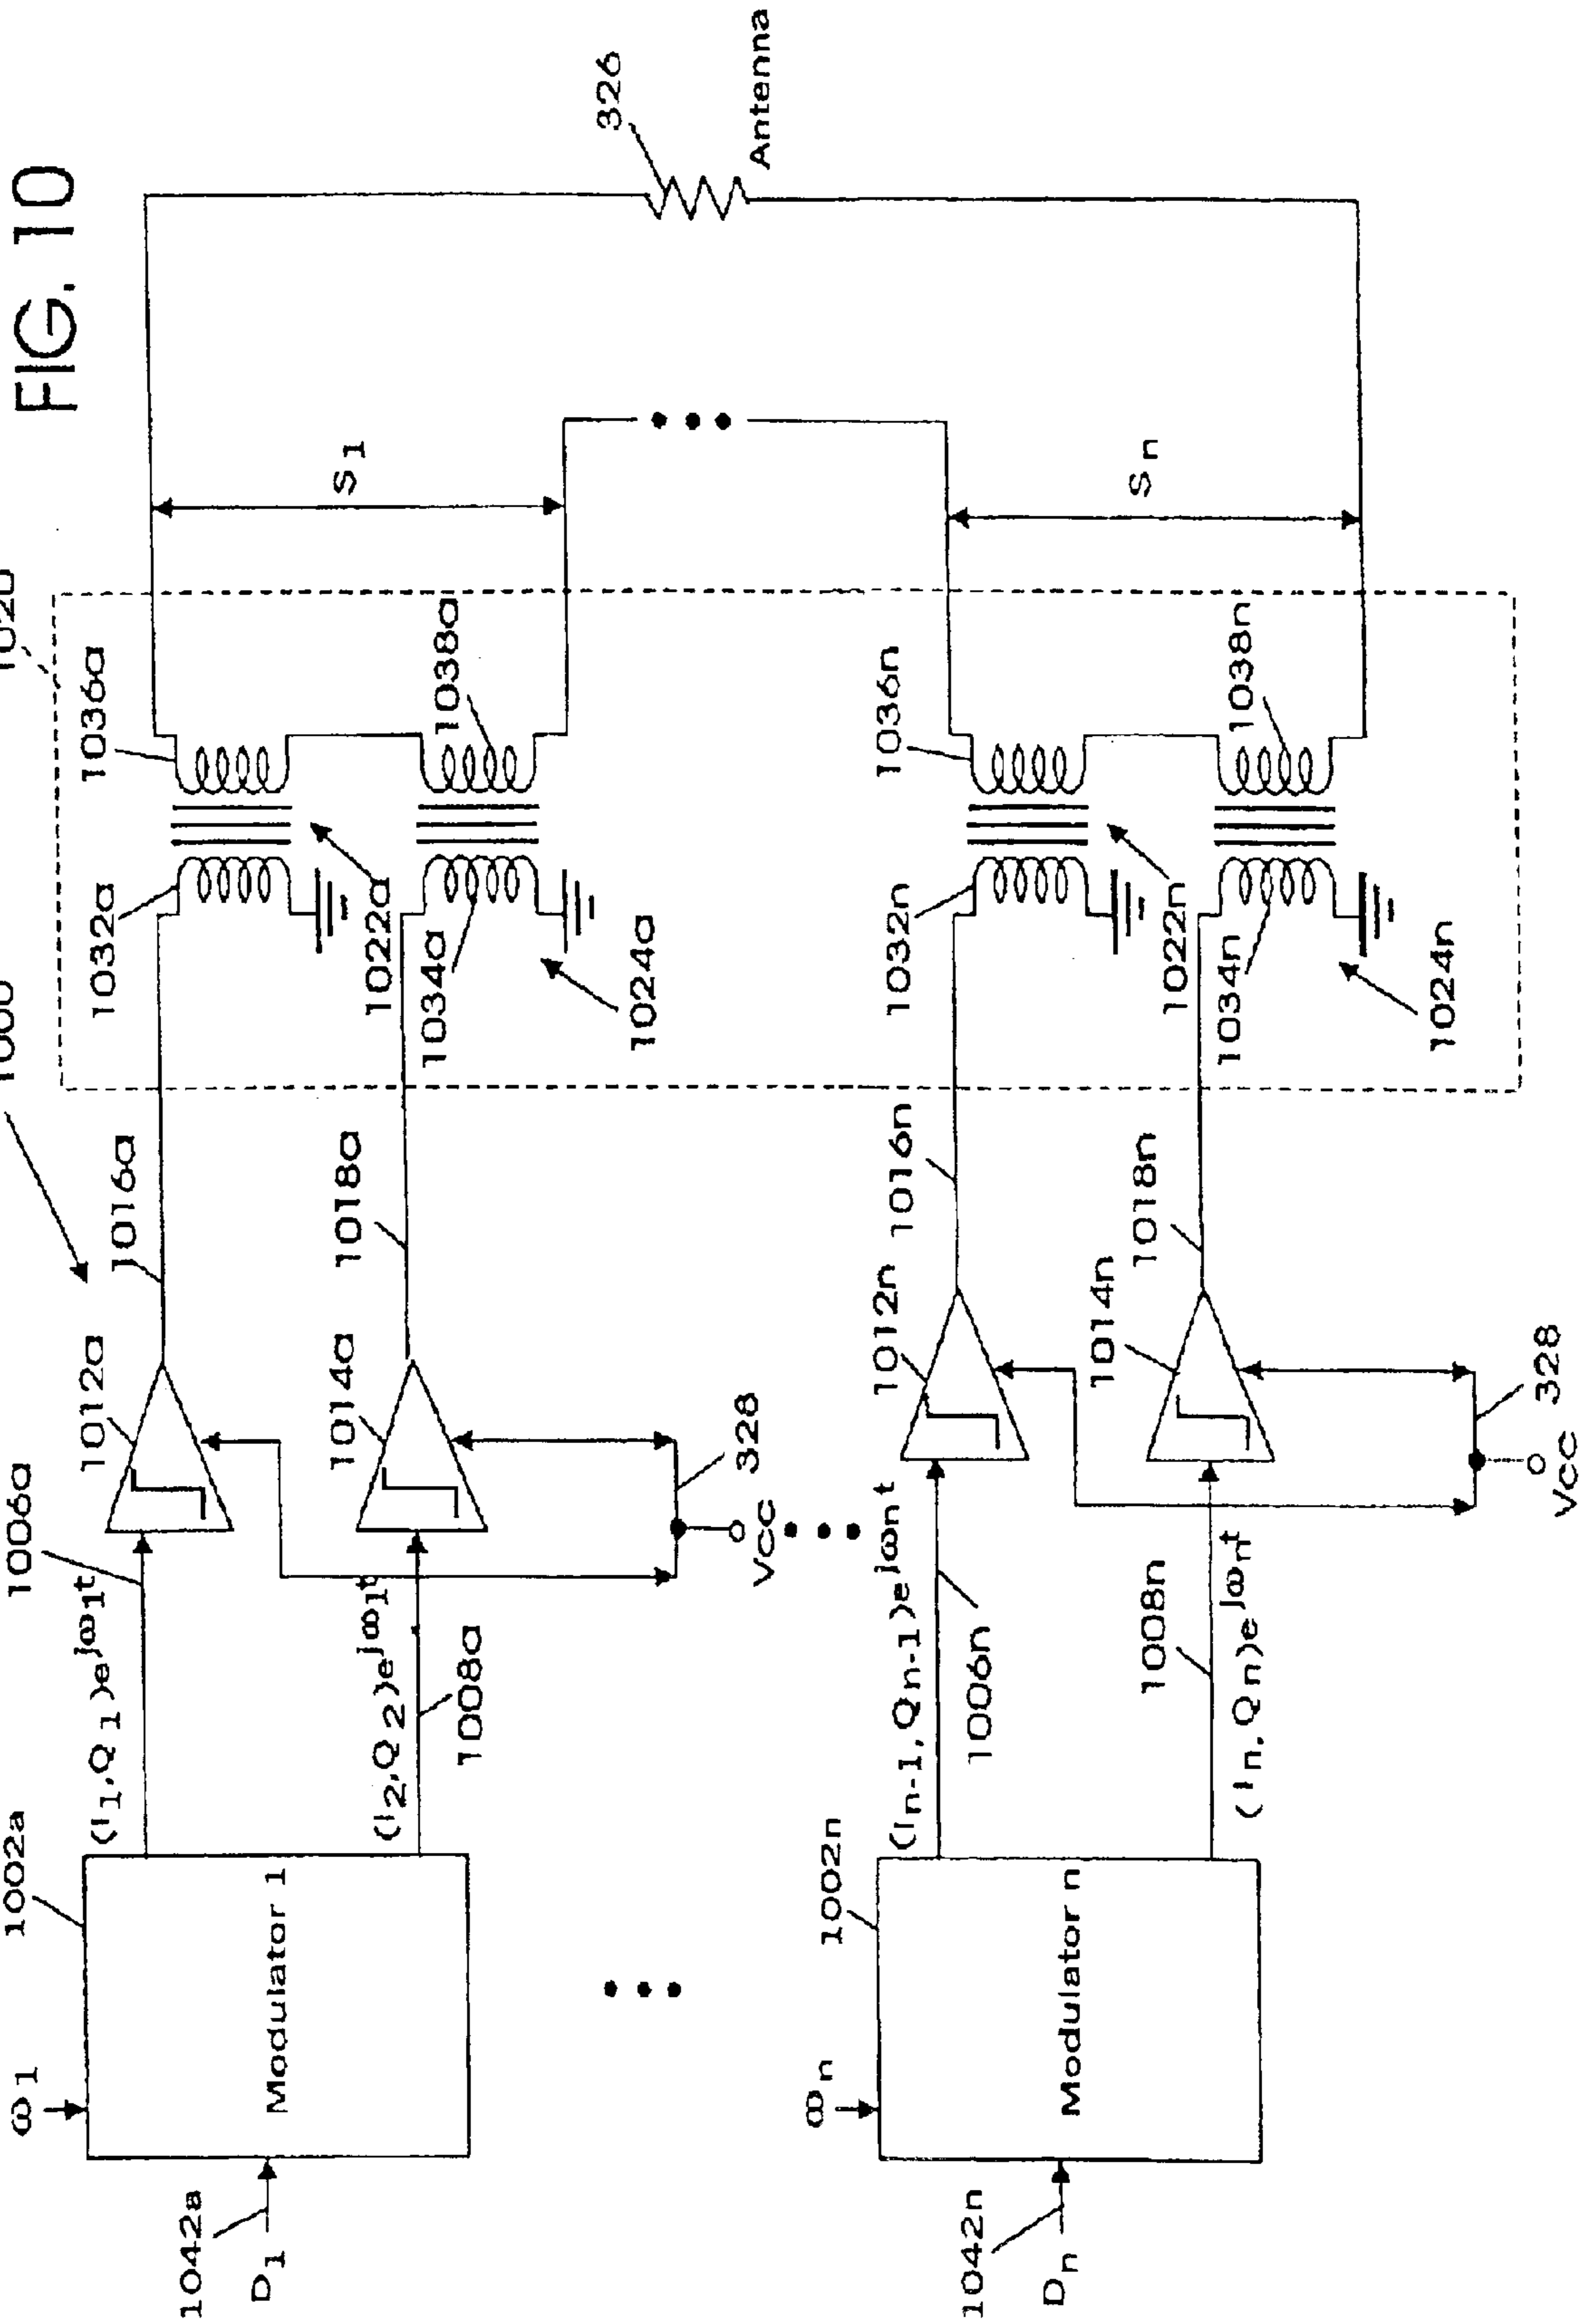 FIG. 10
1020
1000
ω1
1002a
1042a
D1
Modulator 1
(I1,Q1)e^jω1t
1006a
1012a
1016a
1032a
1036a
1022a
S1
(I2,Q2)e^jω1t
1008a
1014a
1018a
1034a
1038a
1024a
328
Vcc
326
Antenna
ωn
1002n
1042n
Dn
Modulator n
(In-1,Qn-1)e^jωnt
1006n
1012n
1016n
1032n
1036n
1022n
Sn
(In,Qn)e^jωnt
1008n
1014n
1018n
1034n
1038n
1024n
328
Vcc